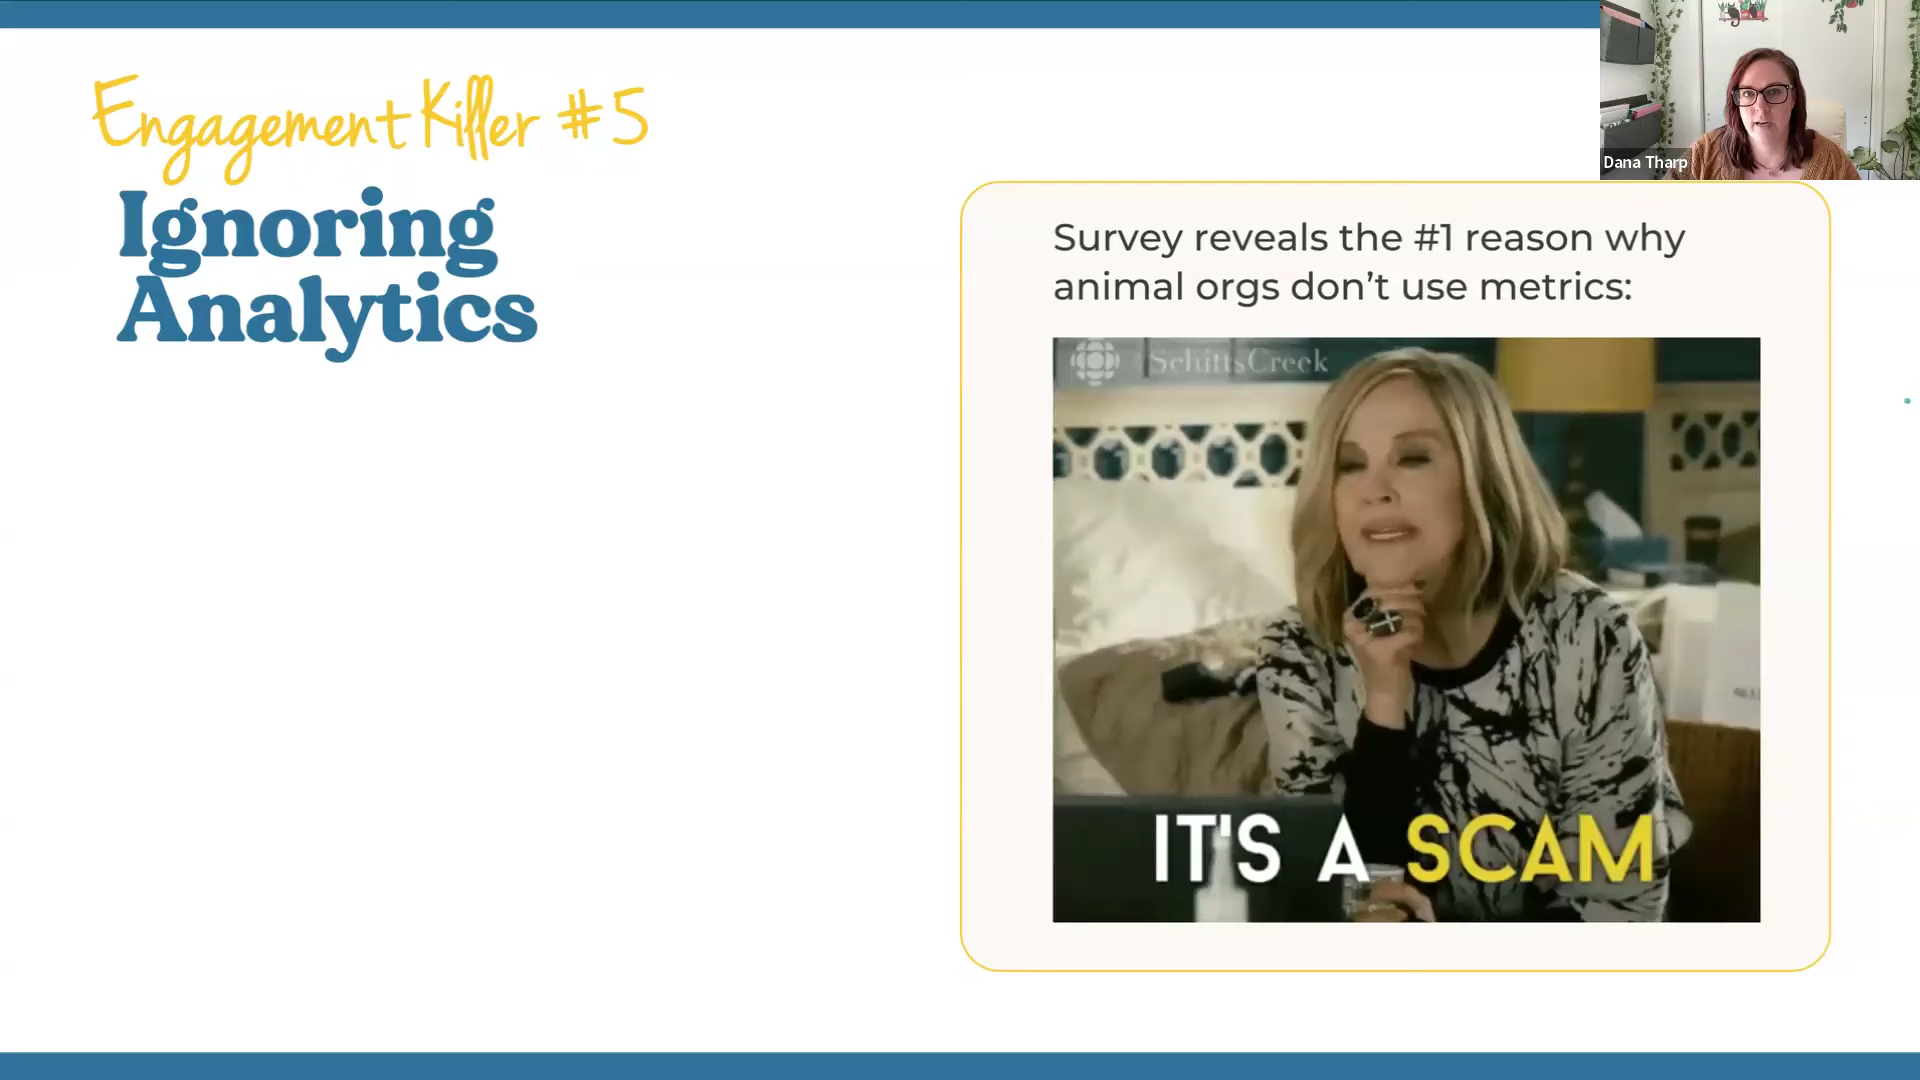 Engagement Killer #5
Ignoring
Analytics
Dana Tharp
Survey reveals the #1 reason why
animal orgs don’t use metrics:
SchittsCreek
IT'S A SCAM